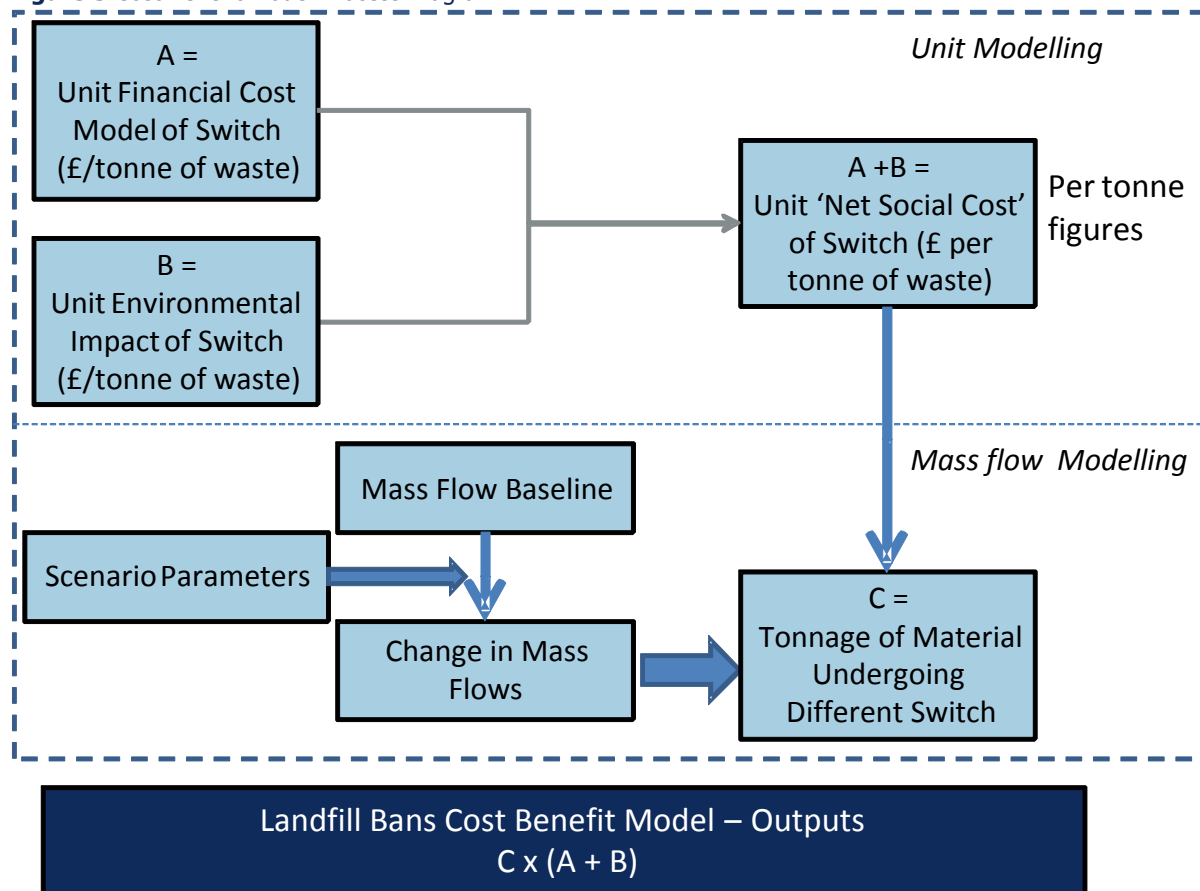 Unit Modelling
A =
Unit Financial Cost
Model of Switch
(£/tonne of waste)
B =
Unit Environmental
Impact of Switch
(£/tonne of waste)
A +B =
Unit ‘Net Social Cost’
of Switch (£ per
tonne of waste)
Per tonne
figures
Mass flow Modelling
Mass Flow Baseline
Scenario Parameters
Change in Mass
Flows
C =
Tonnage of Material
Undergoing
Different Switch
Landfill Bans Cost Benefit Model – Outputs
C x (A + B)